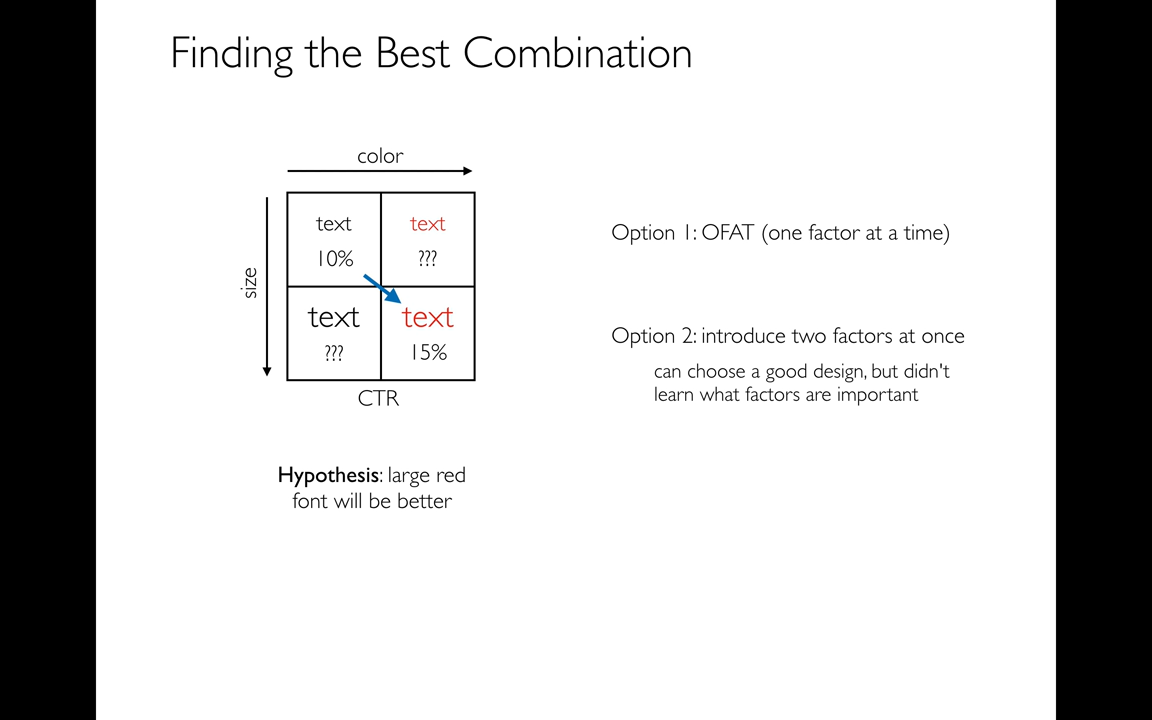 Finding the Best Combination
color
size
text
text
10%
???
text
text
???
15%
CTR
Hypothesis: large red
font will be better
Option 1: OFAT (one factor at a time)
Option 2: introduce two factors at once
can choose a good design, but didn't
learn what factors are important